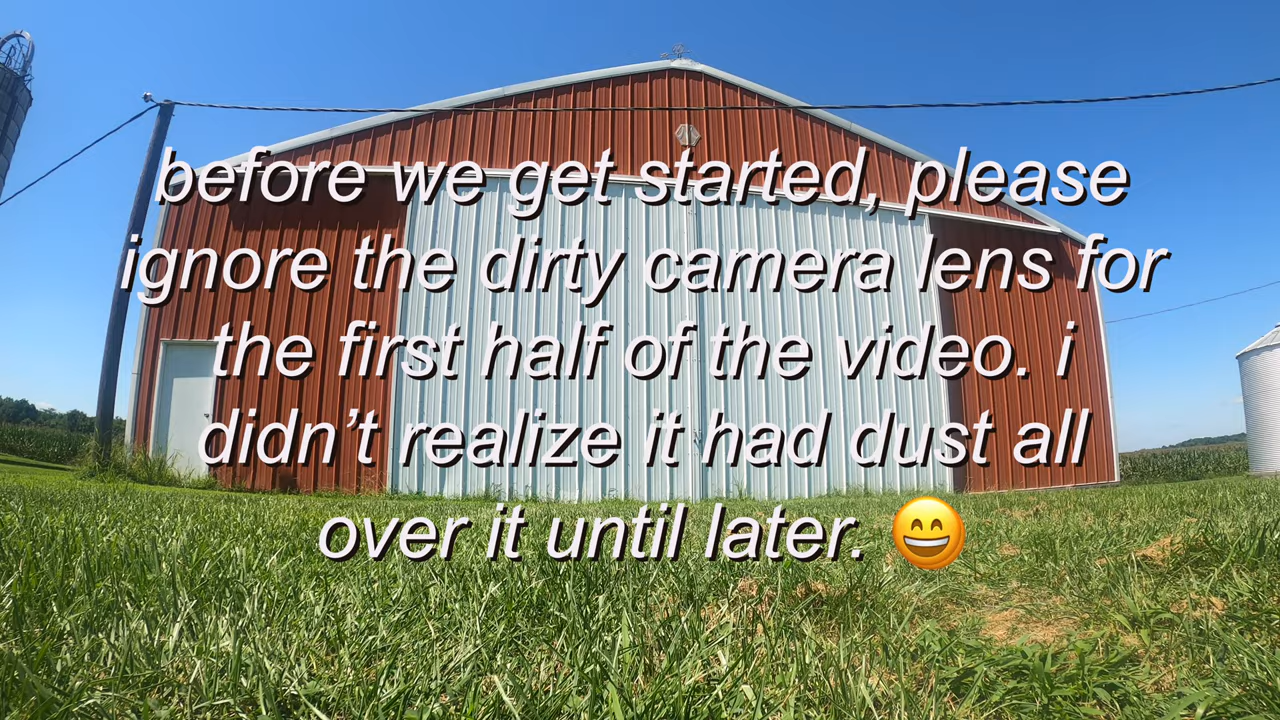 before we get started, please
ignore the dirty camera lens for
the first half of the video. i
didn’t realize it had dust all
over it until later. 😄